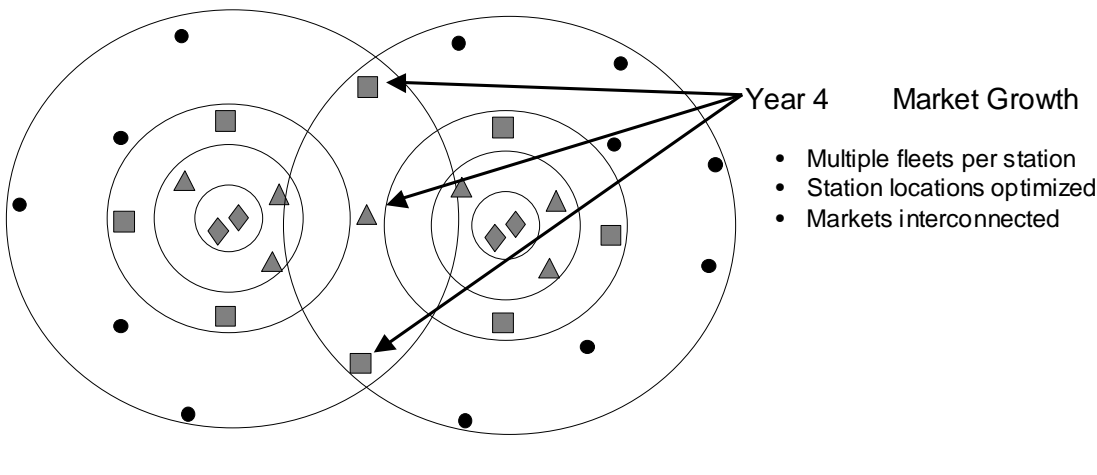 Year 4 Market Growth
• Multiple fleets per station
• Station locations optimized
• Markets interconnected